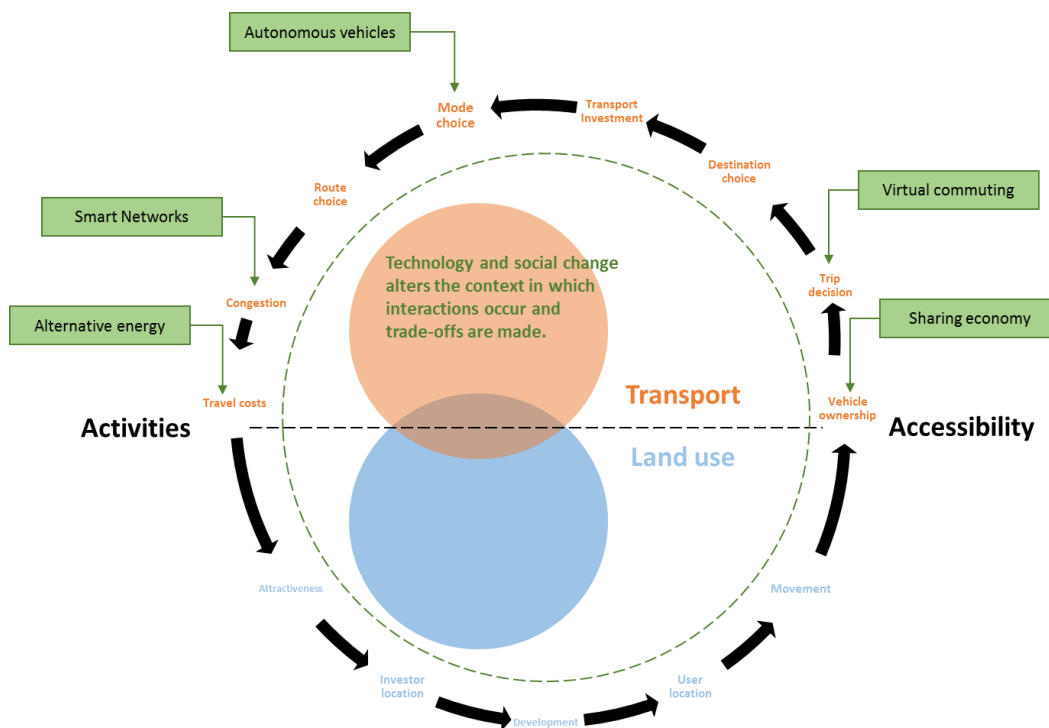 Autonomous vehicles
Mode
choice
Transport
Investment
Destination
choice
Route
choice
Virtual commuting
Smart Networks
Technology and social change
alters the context in which
interactions occur and
trade-offs are made.
Trip
decision
Congestion
Alternative energy
Sharing economy
Travel costs
Transport
Vehicle
ownership
Activities
Accessibility
Land use
Attractiveness
Movement
Investor
location
User
location
Development